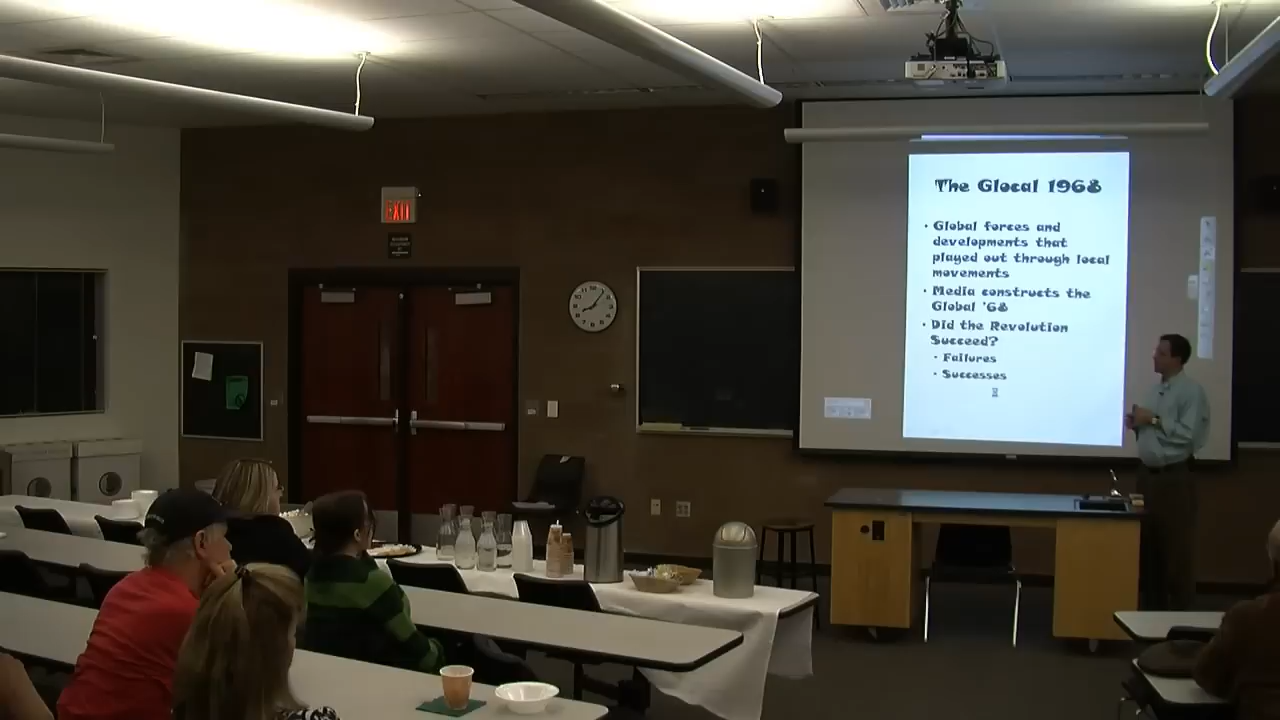 The Glocal 1968
• Global forces and
developments that
played out through local
movements
• Media constructs the
Global '68
• Did the Revolution
Succeed?
• Failures
• Successes
EXIT